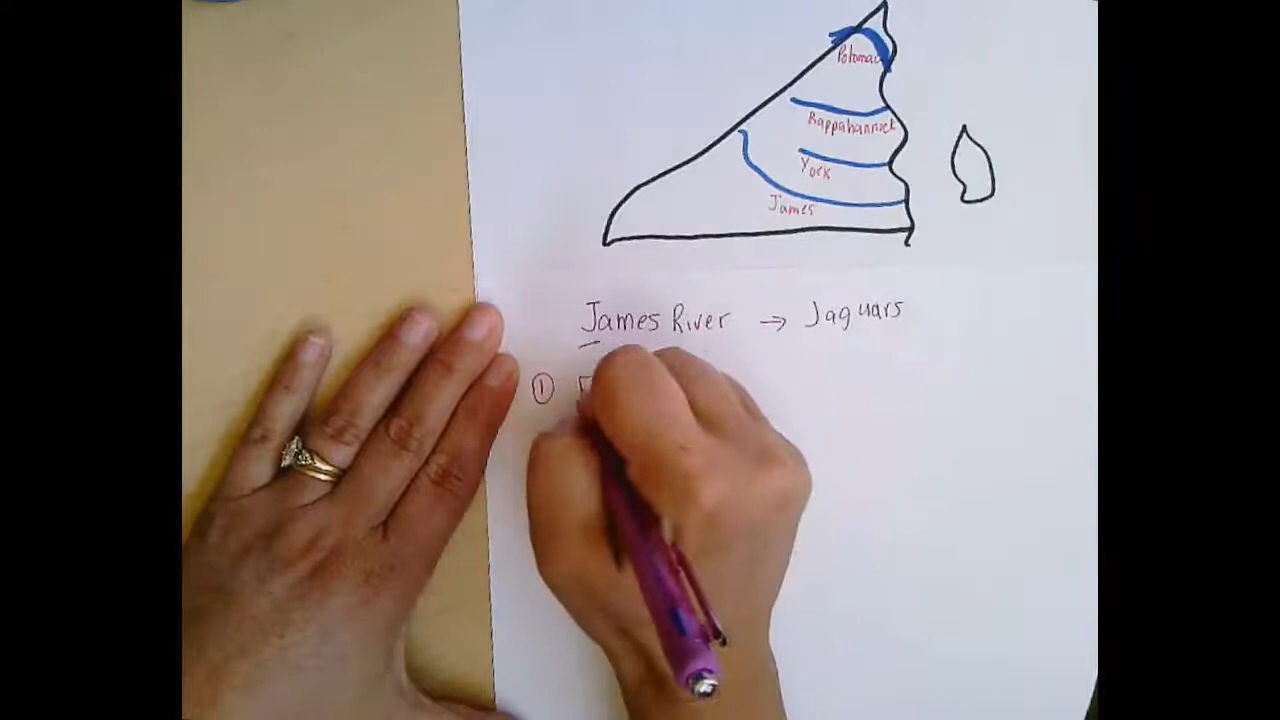 Potomac
Rappahannock
York
James
James River → Jaguars
①